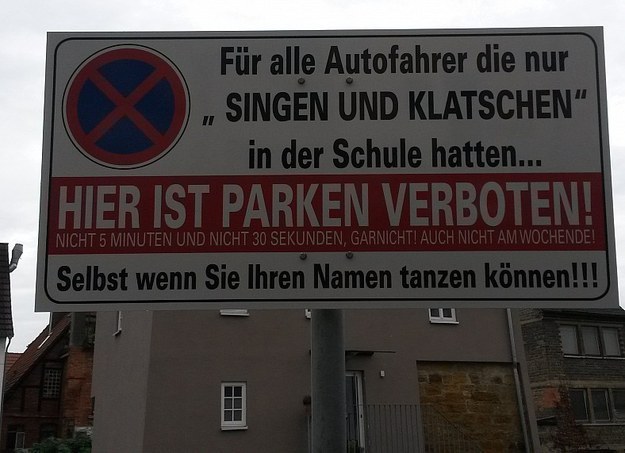 Für alle Autofahrer die nur
„ SINGEN UND KLATSCHEN“
in der Schule hatten...
HIER IST PARKEN VERBOTEN!
NICHT 5 MINUTEN UND NICHT 30 SEKUNDEN, GARNICHT! AUCH NICHT AM WOCHENDE!
Selbst wenn Sie Ihren Namen tanzen können!!!